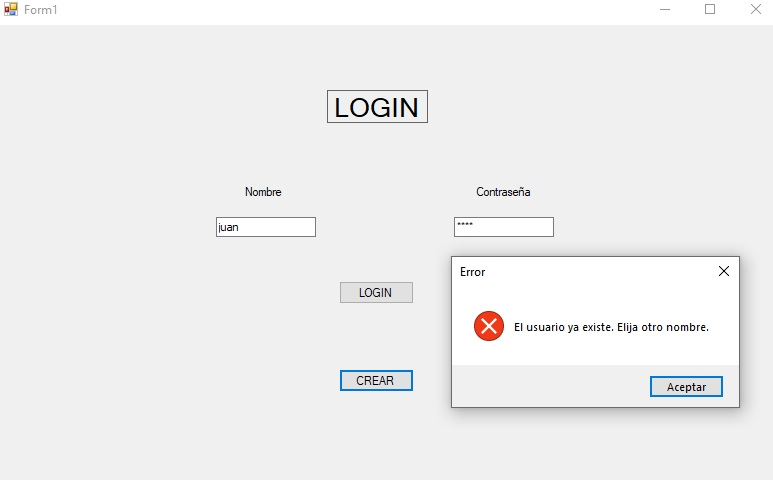 Form1
LOGIN
Nombre
Contraseña
juan
****
Error
LOGIN
El usuario ya existe. Elija otro nombre.
CREAR
Aceptar